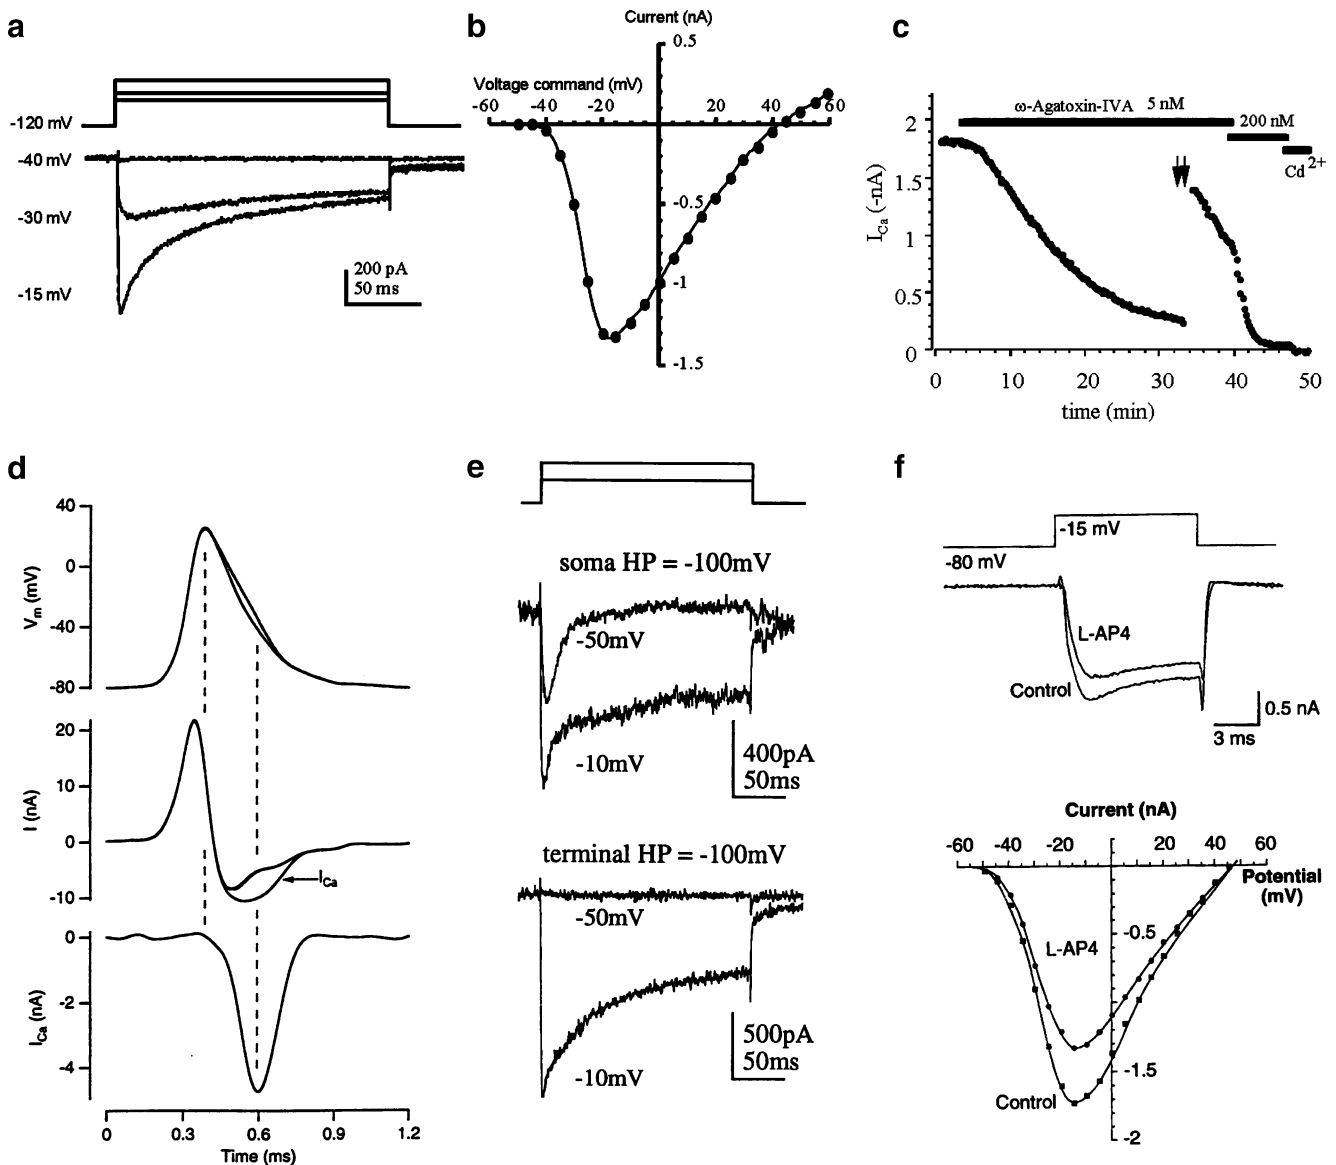 a
-120 mV
-40 mV
-30 mV
-15 mV
200 pA
50 ms
b
Current (nA)
Voltage command (mV)
0.5
-60 -40 -20 20 40 60
-0.5
-1
-1.5
c
ω-Agatoxin-IVA 5 nM
200 nM
Cd2+
ICa (-nA)
2
1.5
1
0.5
0
0 10 20 30 40 50
time (min)
d
Vm (mV)
40
0
-40
-80
I (nA)
20
10
0
-10
ICa
ICa (nA)
0
-2
-4
0 0.3 0.6 0.9 1.2
Time (ms)
e
soma HP = -100mV
-50mV
-10mV
400pA
50ms
terminal HP = -100mV
-50mV
-10mV
500pA
50ms
f
-15 mV
-80 mV
L-AP4
Control
0.5 nA
3 ms
Current (nA)
-60 -40 -20 20 40 60
Potential
(mV)
-0.5
L-AP4
-1
-1.5
Control
-2